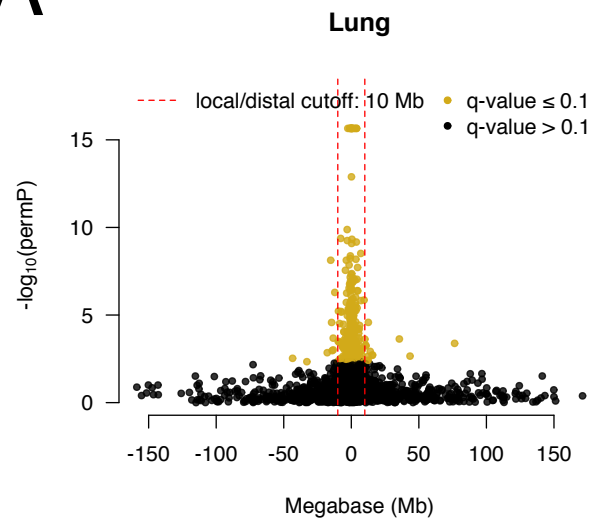 A
Lung
local/distal cutoff: 10 Mb
q-value ≤ 0.1
q-value > 0.1
15
10
5
0
-log₁₀(permP)
-150 -100 -50 0 50 100 150
Megabase (Mb)